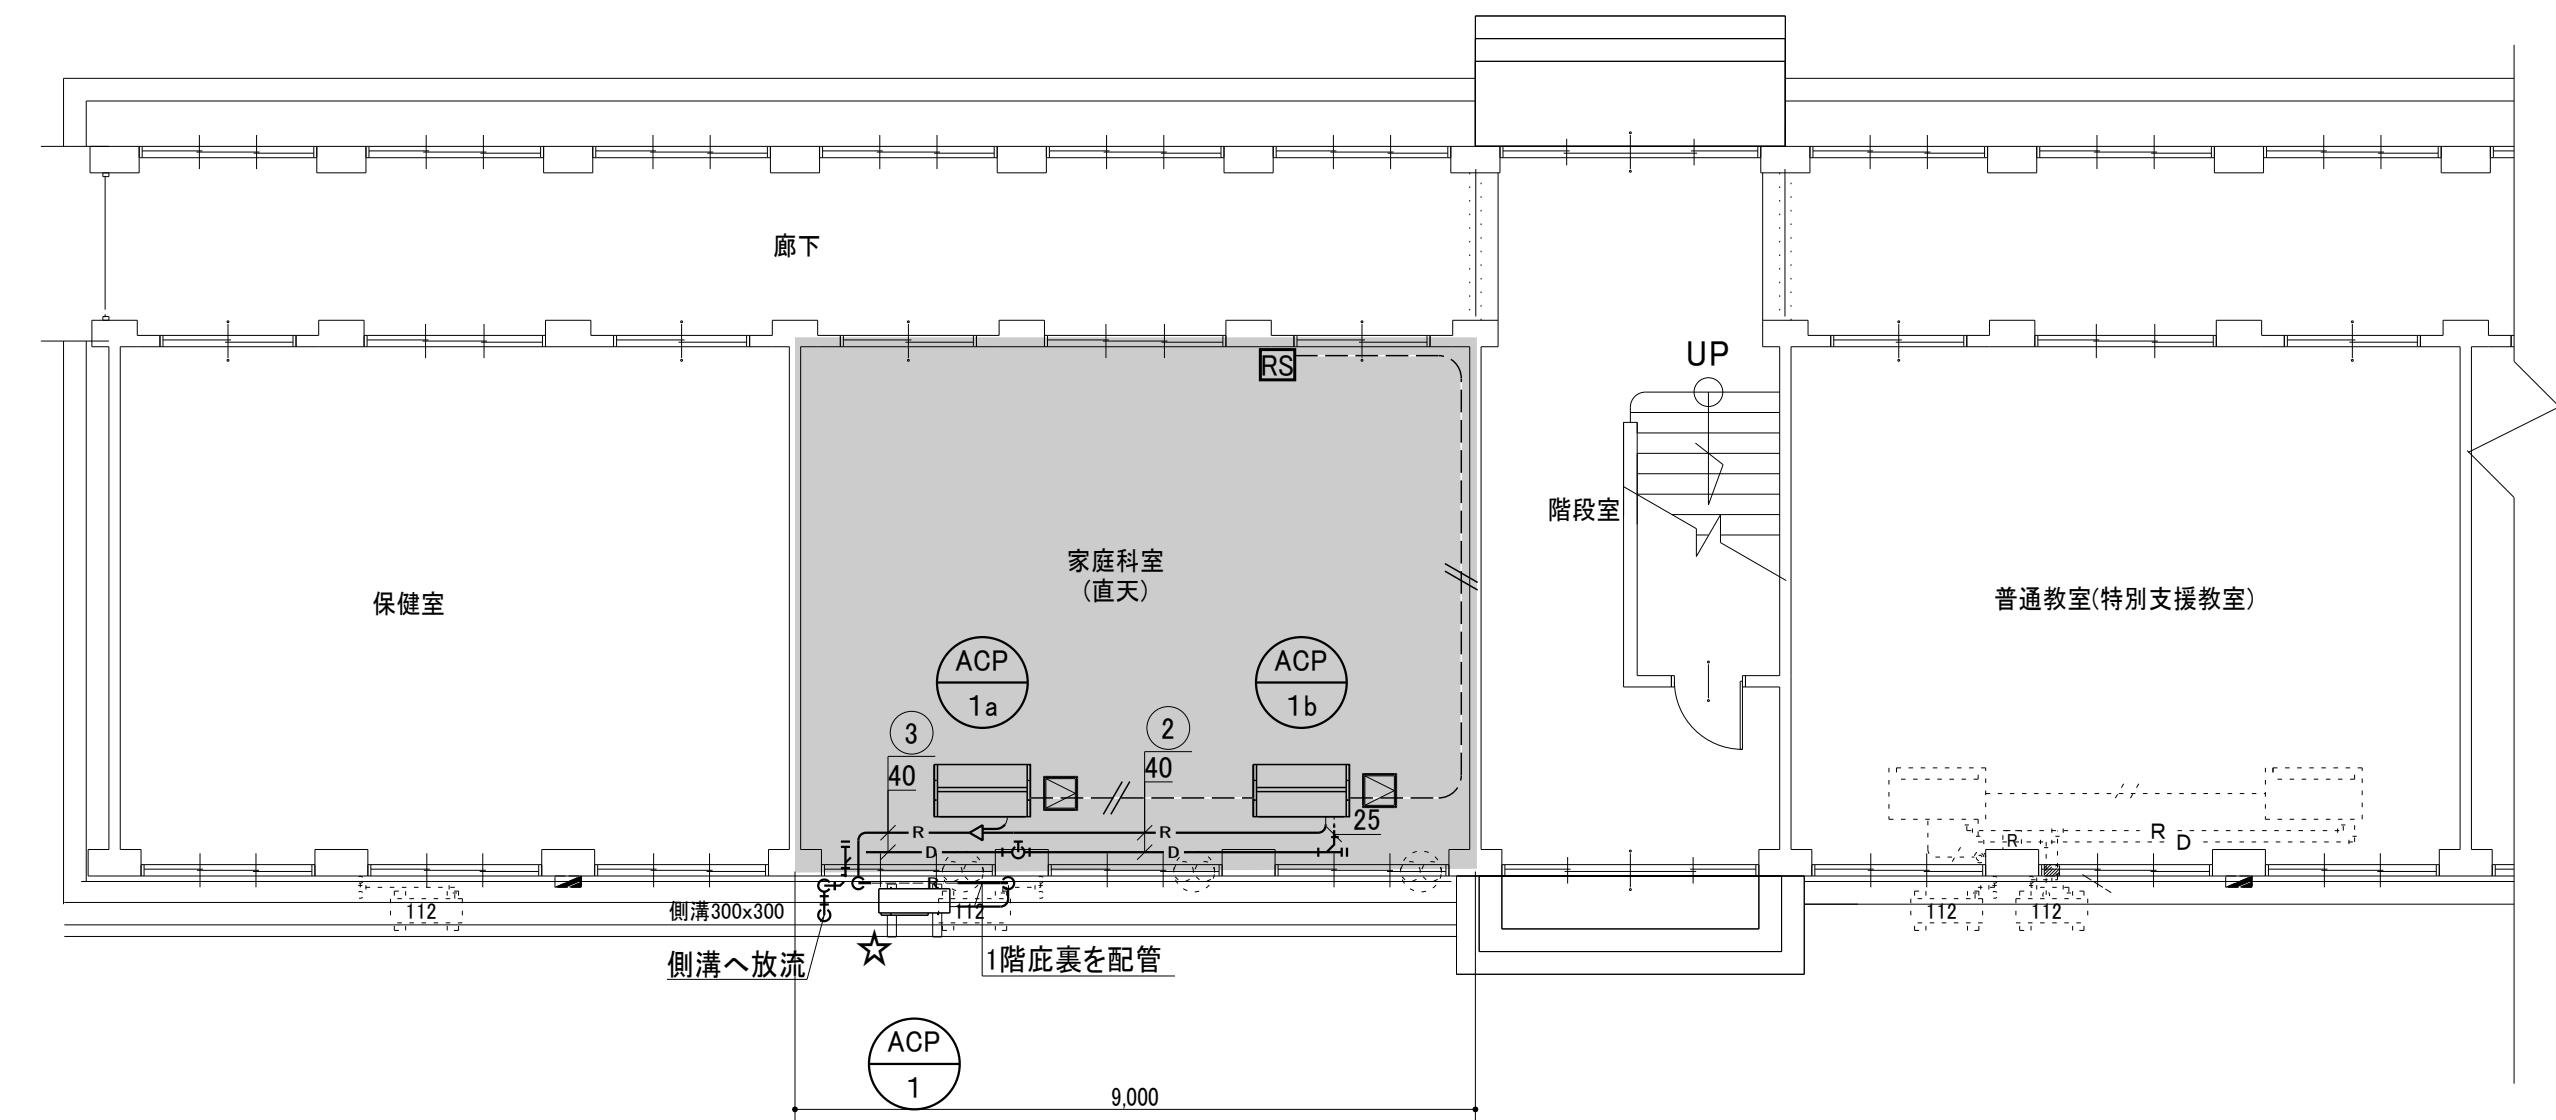 廊下
RS
UP
階段室
家庭科室
(直天)
保健室
普通教室(特別支援教室)
ACP
1a
ACP
1b
3
40
2
40
25
R
R
D
D
R
R
D
R
112
側溝300x300
112
112
112
側溝へ放流
☆
1階庇裏を配管
ACP
1
9,000